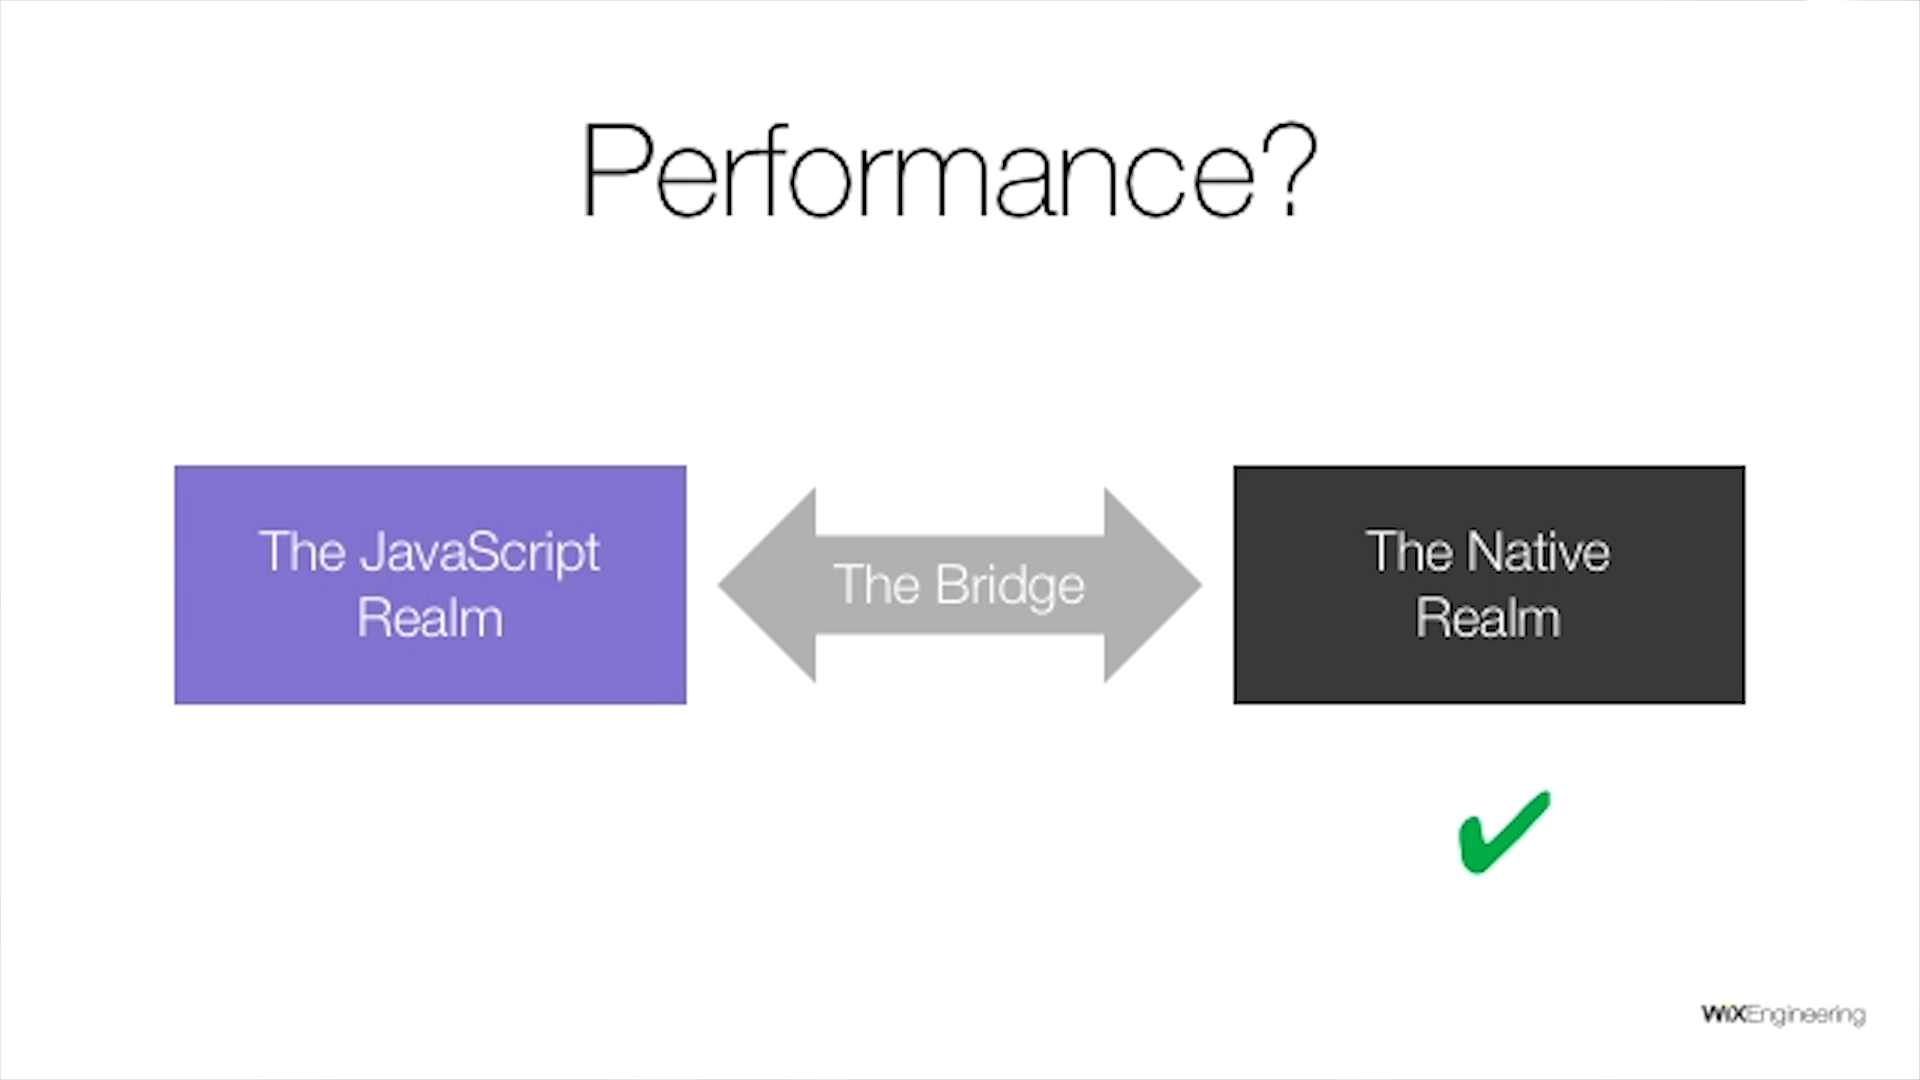 Performance?
The JavaScript
Realm
The Bridge
The Native
Realm
WiXEngineering